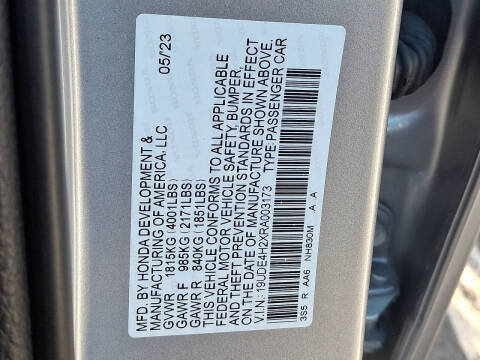 MFD. BY HONDA DEVELOPMENT & 05/23
MANUFACTURING OF AMERICA, LLC
GVWR 1815KG(4001LBS)
GAWR F 985KG(2171LBS)
GAWR R 840KG(1851LBS)
THIS VEHICLE CONFORMS TO ALL APPLICABLE
FEDERAL MOTOR VEHICLE SAFETY, BUMPER,
AND THEFT PREVENTION STANDARDS IN EFFECT
ON THE DATE OF MANUFACTURE SHOWN ABOVE.
V.I.N.:19UDE4H2XRA003173 TYPE:PASSENGER CAR
3S5 R AA6 NH830M A A